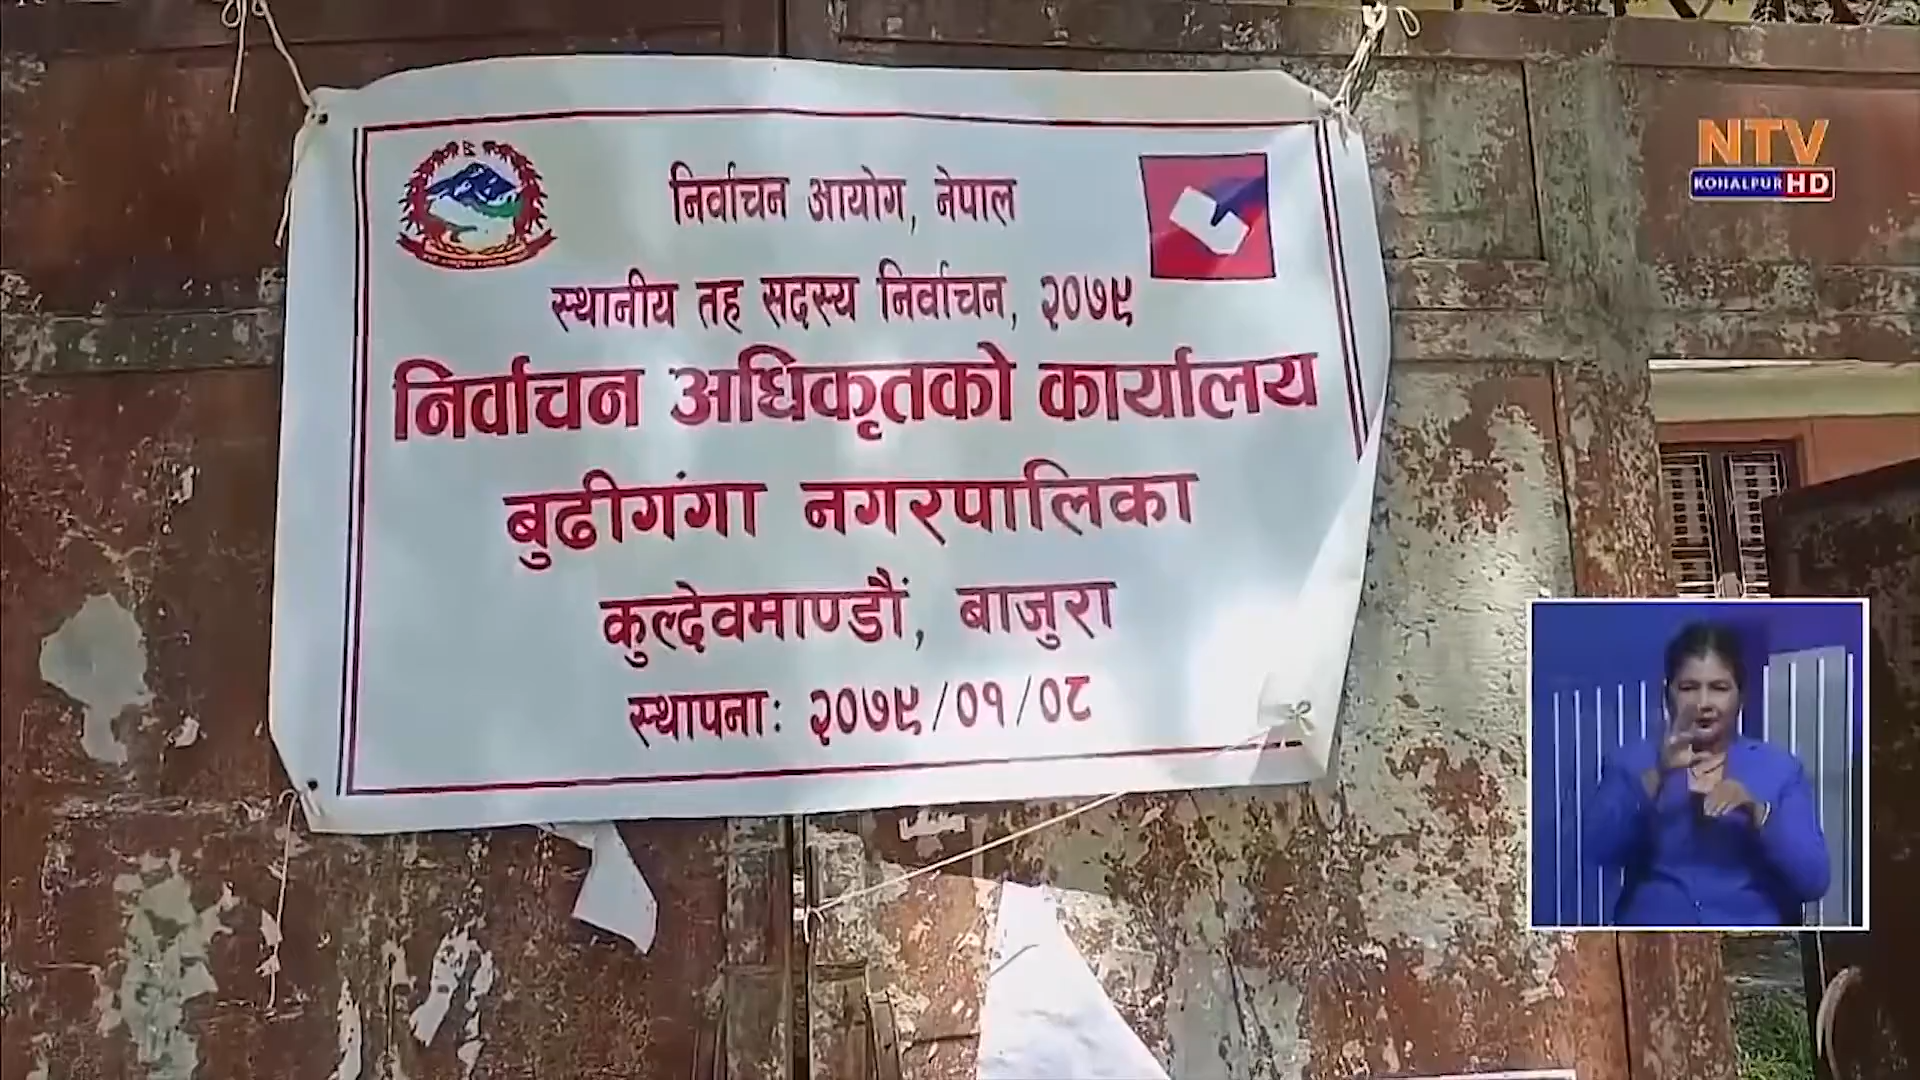 निर्वाचन आयोग, नेपाल
स्थानीय तह सदस्य निर्वाचन, २०७९
निर्वाचन अधिकृतको कार्यालय
बुढीगंगा नगरपालिका
कुल्देवमाण्डौं, बाजुरा
स्थापना: २०७९/०१/०८
NTV
KOHALPUR HD